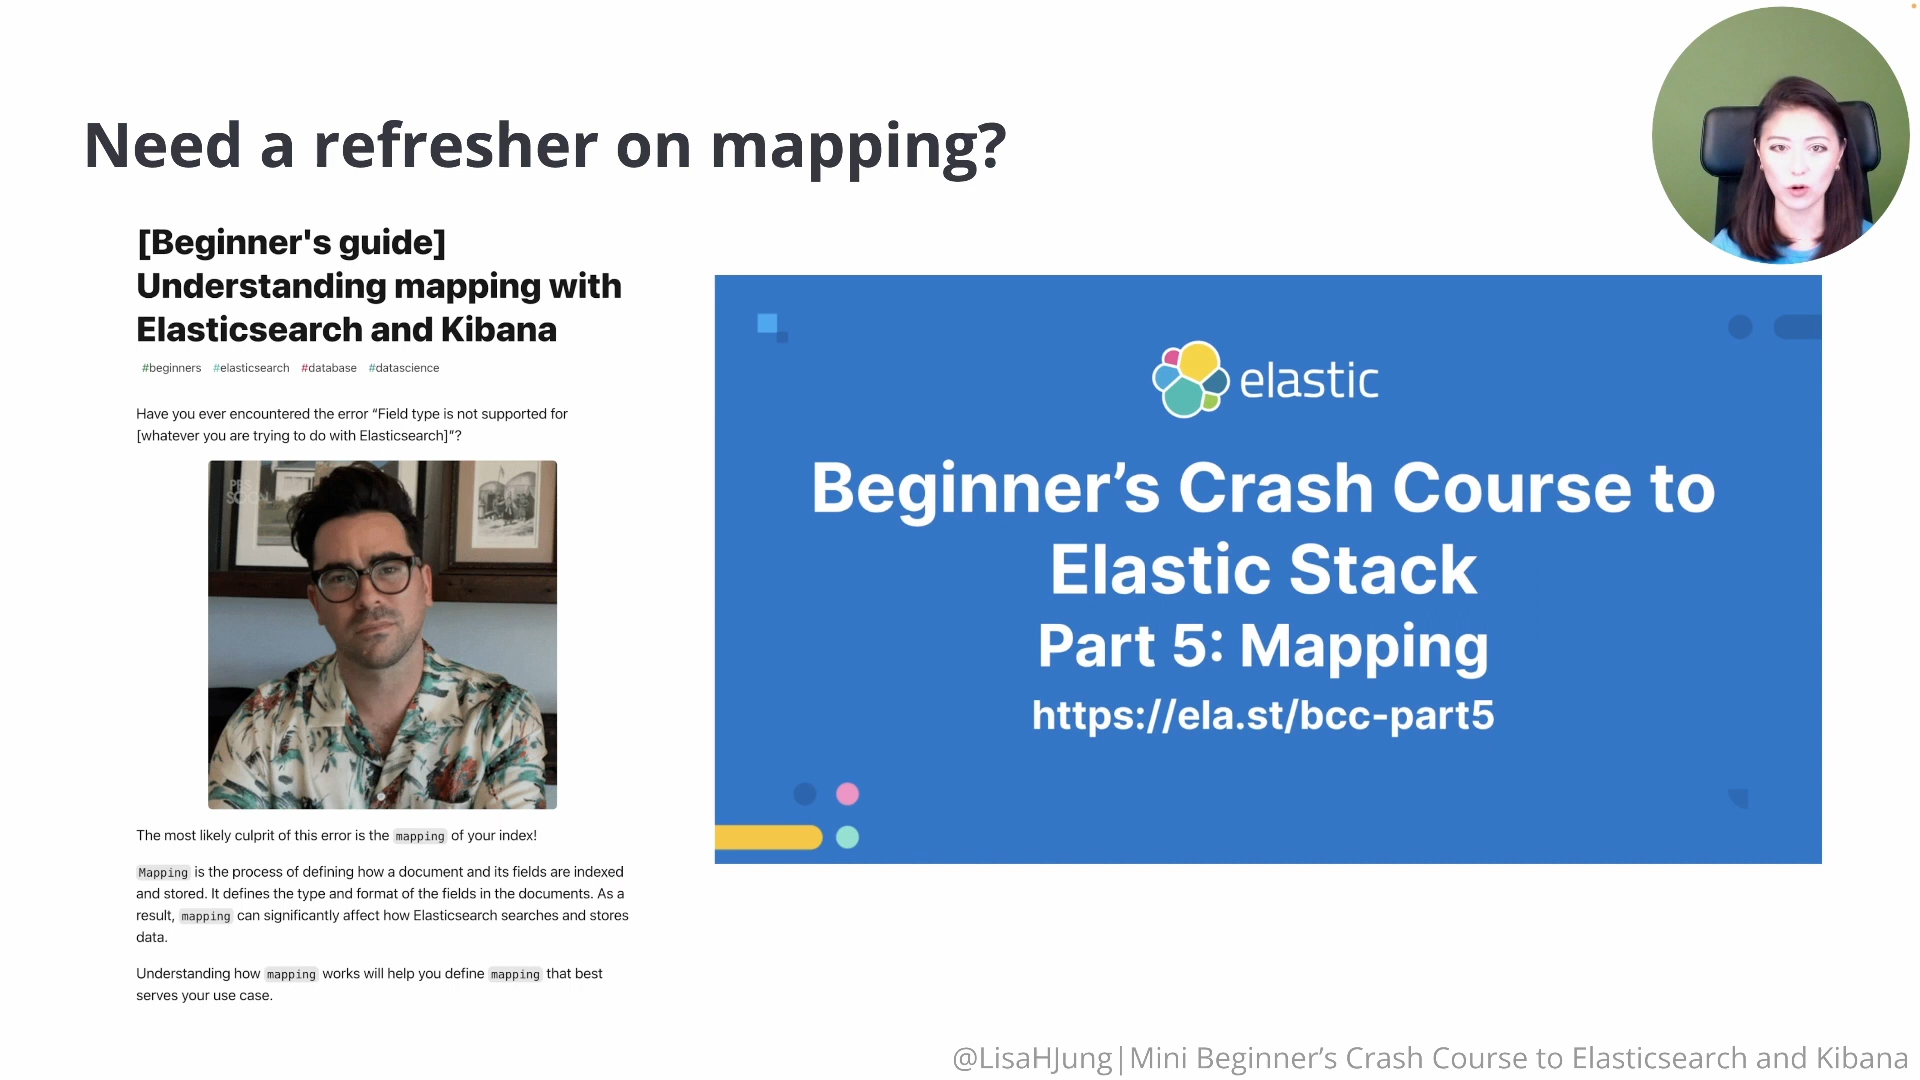 Need a refresher on mapping?
[Beginner's guide]
Understanding mapping with
Elasticsearch and Kibana
#beginners #elasticsearch #database #datascience
Have you ever encountered the error “Field type is not supported for
[whatever you are trying to do with Elasticsearch]”?
The most likely culprit of this error is the mapping of your index!
Mapping is the process of defining how a document and its fields are indexed
and stored. It defines the type and format of the fields in the documents. As a
result, mapping can significantly affect how Elasticsearch searches and stores
data.
Understanding how mapping works will help you define mapping that best
serves your use case.
elastic
Beginner’s Crash Course to
Elastic Stack
Part 5: Mapping
https://ela.st/bcc-part5
@LisaHJung|Mini Beginner’s Crash Course to Elasticsearch and Kibana